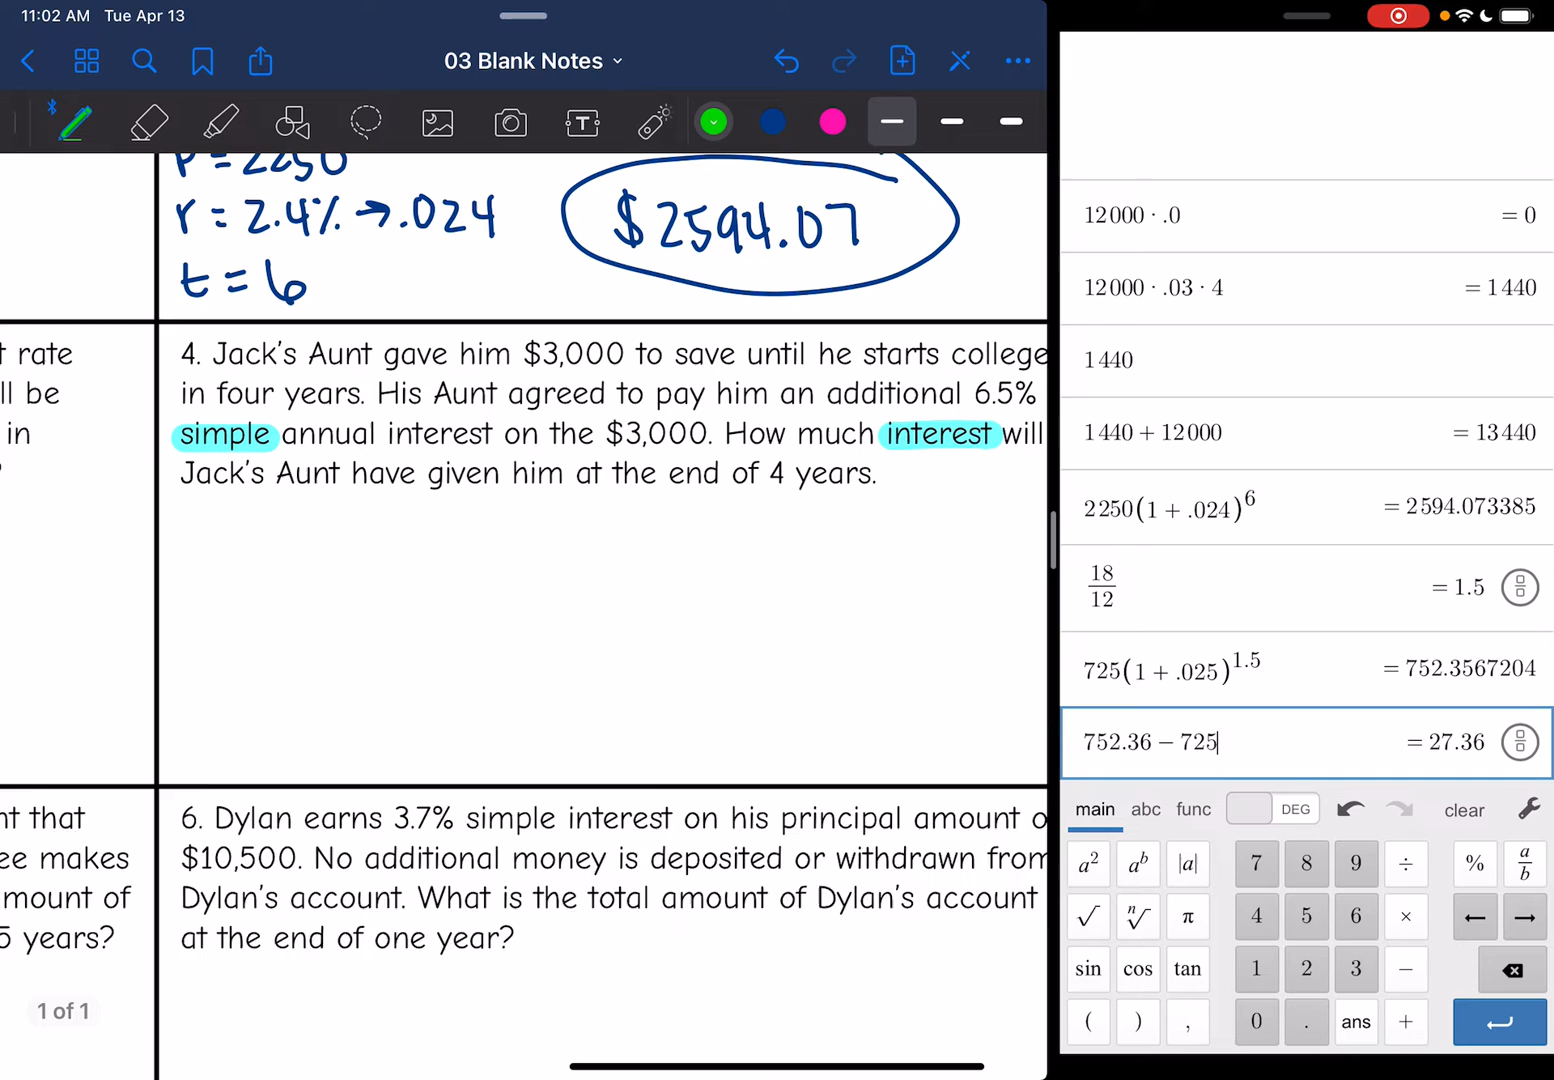 11:02 AM Tue Apr 13
03 Blank Notes
T
P = 2250
r = 2.4% → .024
t = 6
$2594.07
t rate
ll be
in
?
4. Jack's Aunt gave him $3,000 to save until he starts college
in four years. His Aunt agreed to pay him an additional 6.5%
simple annual interest on the $3,000. How much interest will
Jack's Aunt have given him at the end of 4 years.
nt that
ee makes
mount of
5 years?
6. Dylan earns 3.7% simple interest on his principal amount o
$10,500. No additional money is deposited or withdrawn from
Dylan's account. What is the total amount of Dylan's account
at the end of one year?
1 of 1
12000 · .0 = 0
12000 · .03 · 4 = 1440
1440
1440 + 12000 = 13440
2250(1 + .024)^6 = 2594.073385
18/12 = 1.5
725(1 + .025)^1.5 = 752.3567204
752.36 − 725 = 27.36
main abc func DEG clear
a² aᵇ |a| 7 8 9 ÷ % a/b
√ ⁿ√ π 4 5 6 × ← →
sin cos tan 1 2 3 −
( ) , 0 . ans +